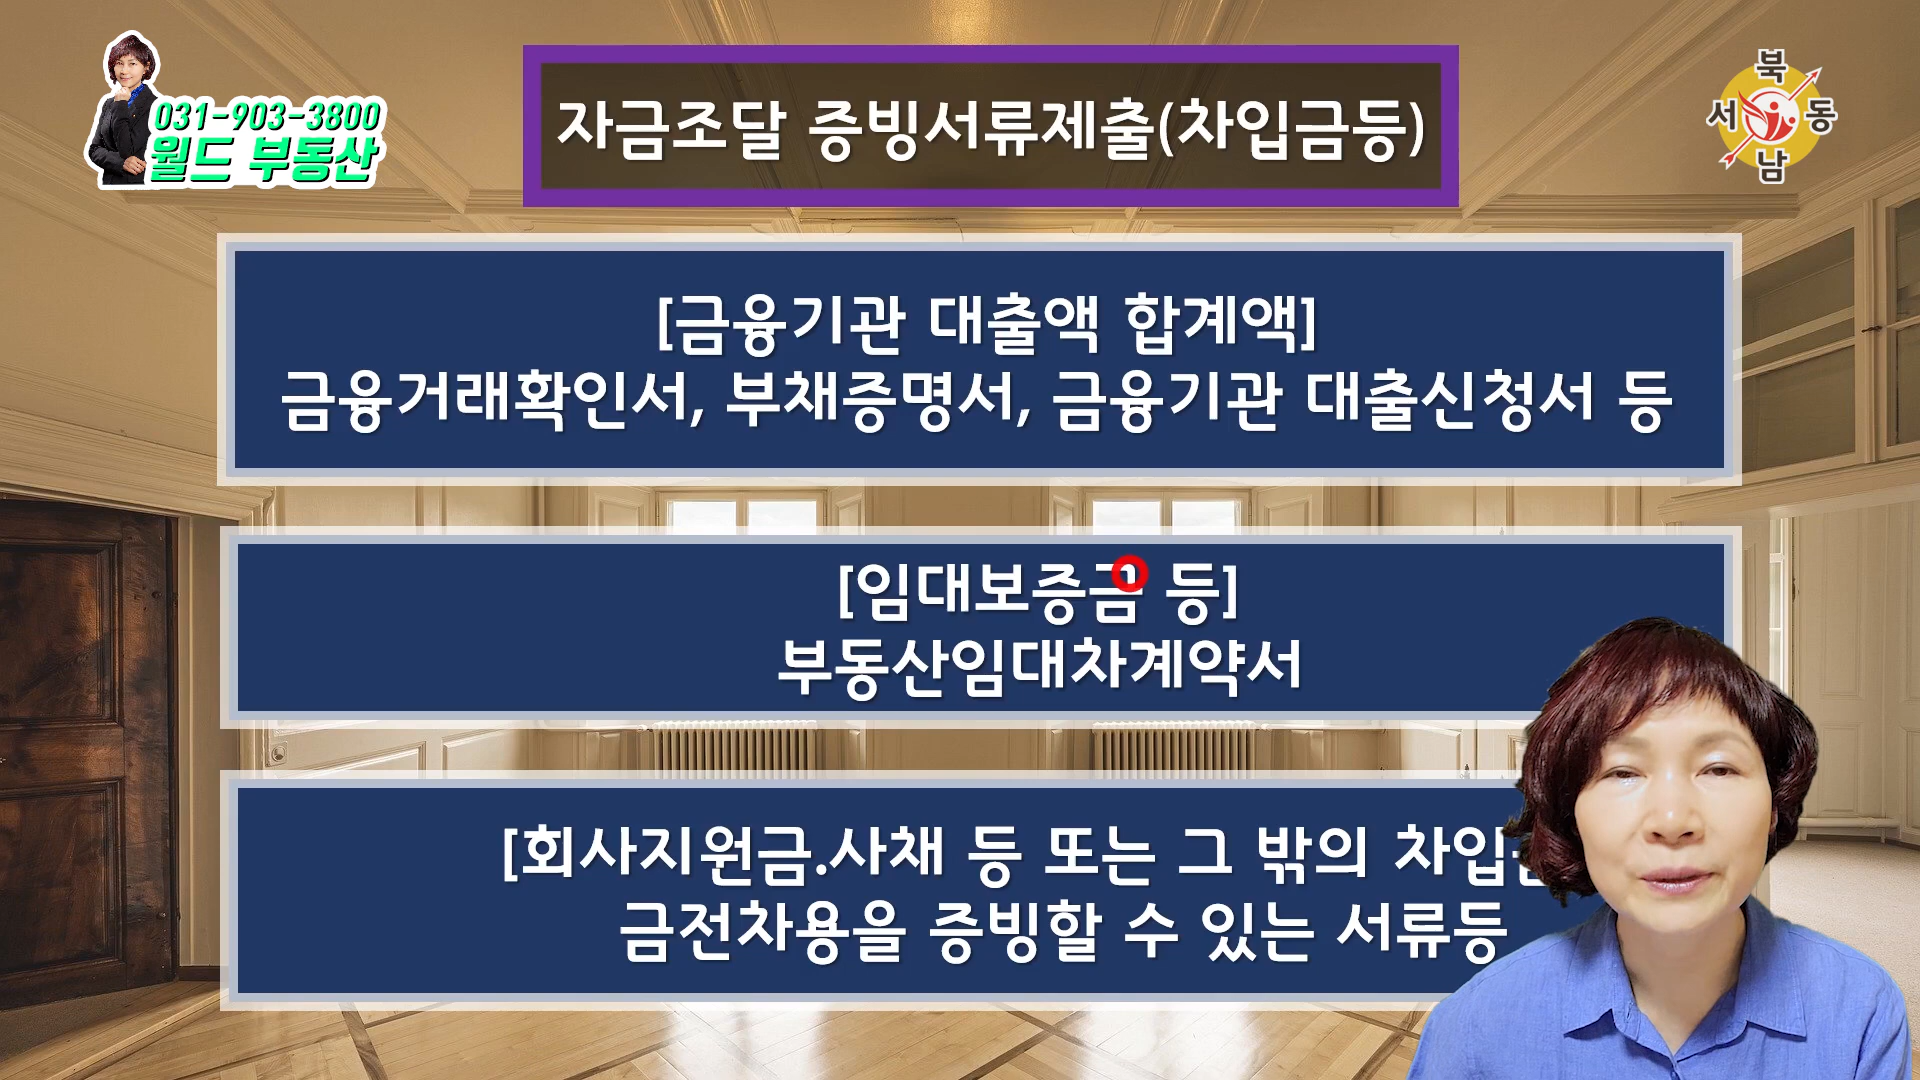 031-903-3800
월드 부동산
자금조달 증빙서류제출(차입금등)
북
서 동
남
[금융기관 대출액 합계액]
금융거래확인서, 부채증명서, 금융기관 대출신청서 등
[임대보증금 등]
부동산임대차계약서
[회사지원금.사채 등 또는 그 밖의
금전차용을 증빙할 수 있는 서류등